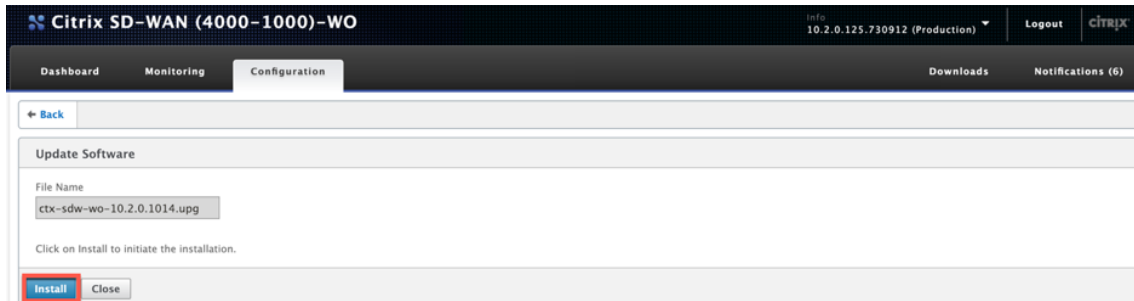 Citrix SD-WAN (4000-1000)-WO
Info
10.2.0.125.730912 (Production)
Logout
CİTRIX
Dashboard
Monitoring
Configuration
Downloads
Notifications (6)
← Back
Update Software
File Name
ctx-sdw-wo-10.2.0.1014.upg
Click on Install to initiate the installation.
Install
Close